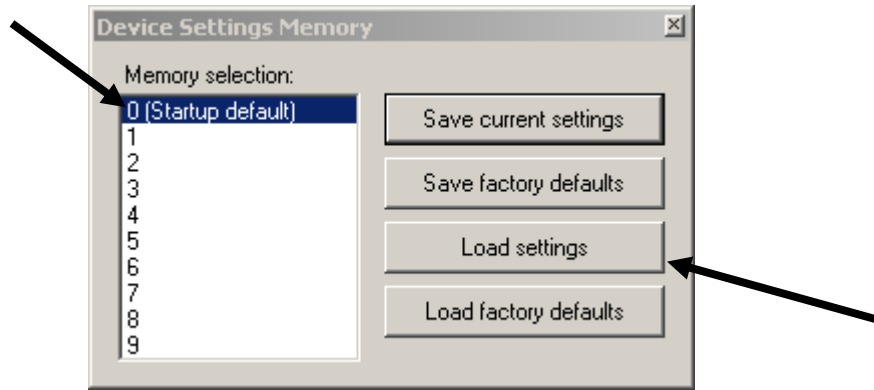 Device Settings Memory
Memory selection:
0 (Startup default)
1
2
3
4
5
6
7
8
9
Save current settings
Save factory defaults
Load settings
Load factory defaults